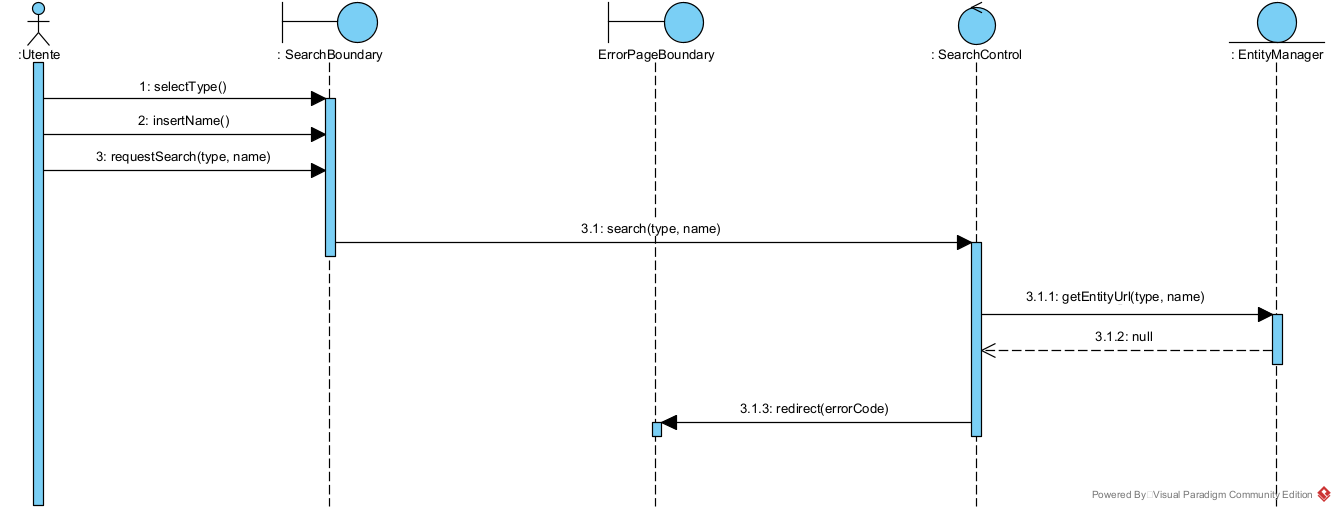 :Utente
: SearchBoundary
ErrorPageBoundary
: SearchControl
: EntityManager
1: selectType()
2: insertName()
3: requestSearch(type, name)
3.1: search(type, name)
3.1.1: getEntityUrl(type, name)
3.1.2: null
3.1.3: redirect(errorCode)
Powered By Visual Paradigm Community Edition